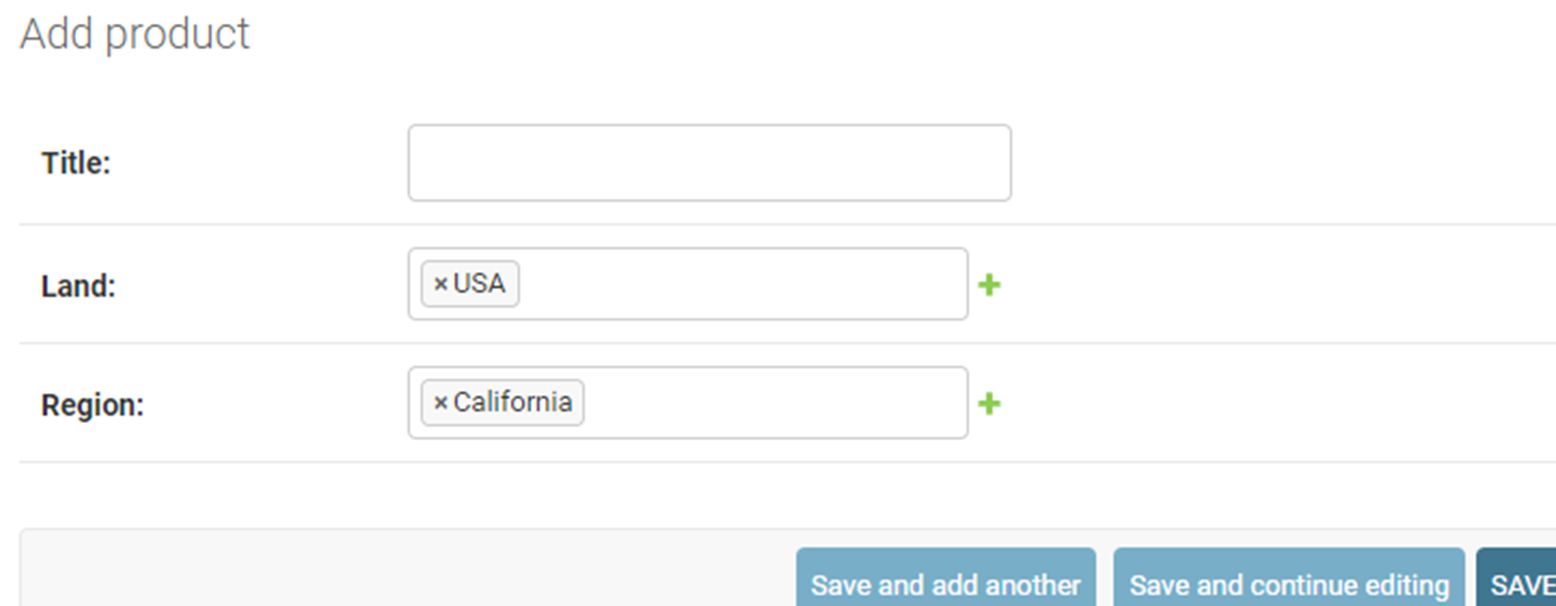 Add product
Title:
Land:
×USA
Region:
×California
Save and add another
Save and continue editing
SAVE